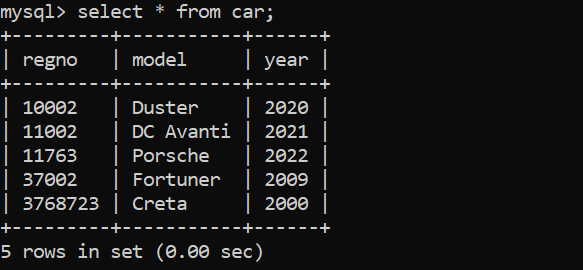 mysql> select * from car;
+---------+-----------+------+
| regno   | model     | year |
+---------+-----------+------+
| 10002   | Duster    | 2020 |
| 11002   | DC Avanti | 2021 |
| 11763   | Porsche   | 2022 |
| 37002   | Fortuner  | 2009 |
| 3768723 | Creta     | 2000 |
+---------+-----------+------+
5 rows in set (0.00 sec)